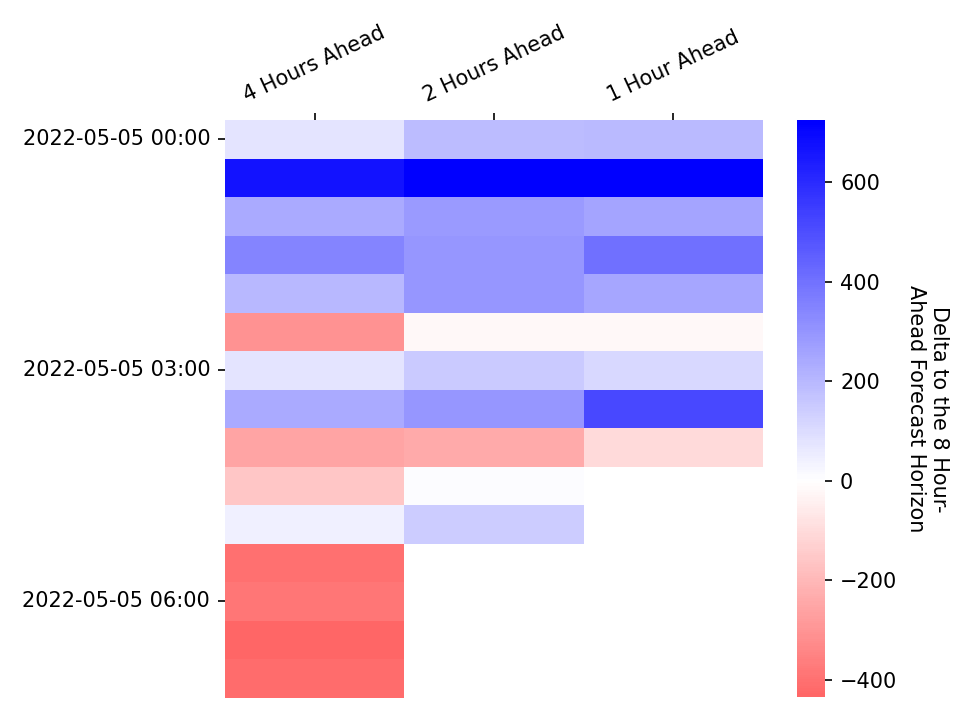 4 Hours Ahead
2 Hours Ahead
1 Hour Ahead
2022-05-05 00:00
2022-05-05 03:00
2022-05-05 06:00
600
400
200
0
−200
−400
Delta to the 8 Hour-
Ahead Forecast Horizon